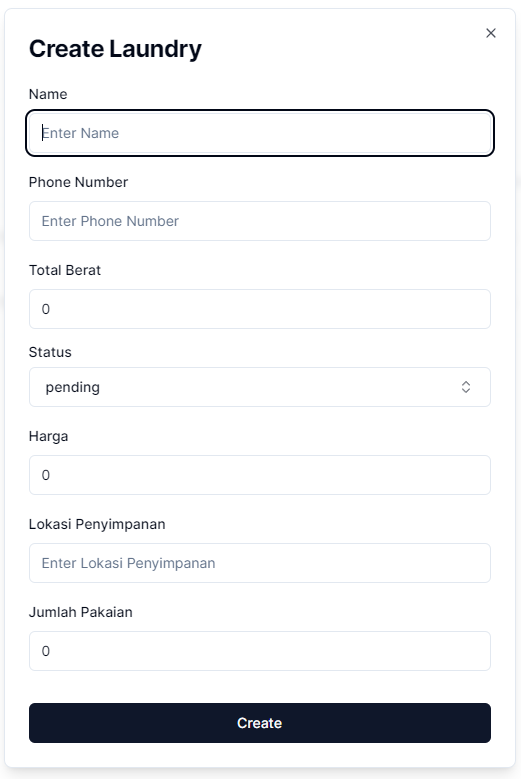 Create Laundry
Name
Enter Name
Phone Number
Enter Phone Number
Total Berat
0
Status
pending
Harga
0
Lokasi Penyimpanan
Enter Lokasi Penyimpanan
Jumlah Pakaian
0
Create